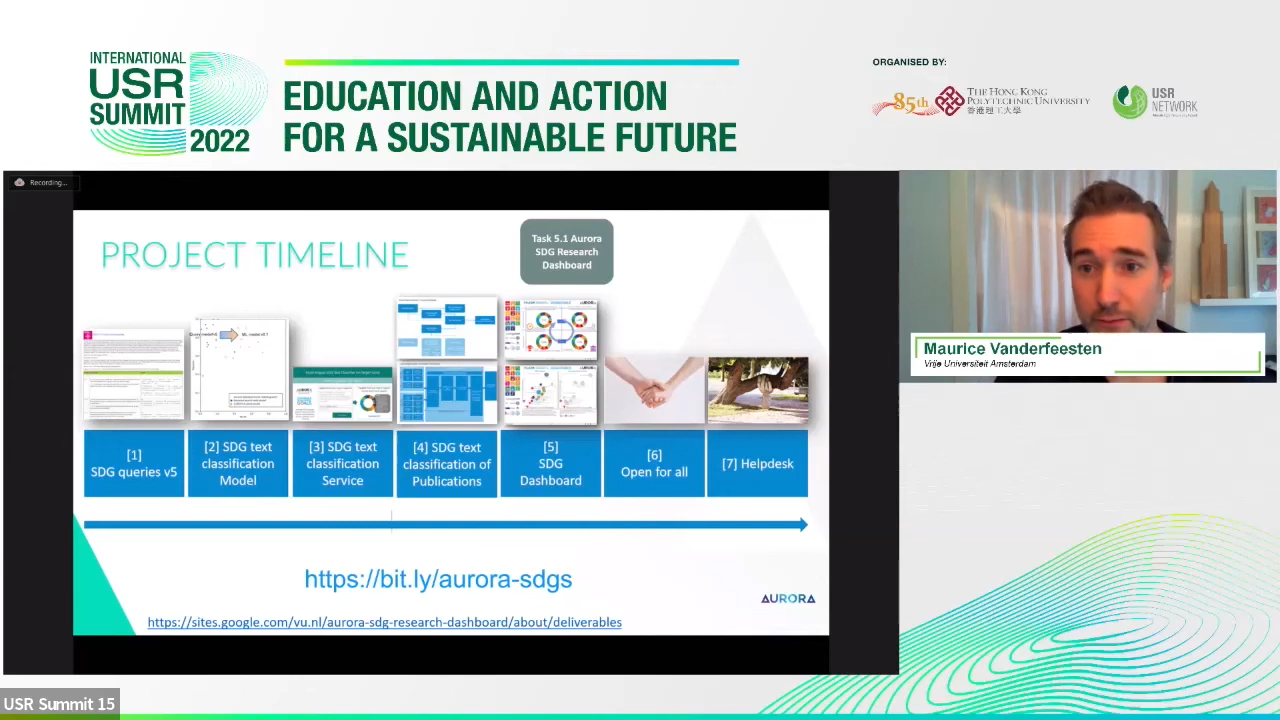 INTERNATIONAL
USR
SUMMIT
2022
EDUCATION AND ACTION
FOR A SUSTAINABLE FUTURE
ORGANISED BY:
85th
THE HONG KONG
POLYTECHNIC UNIVERSITY
香港理工大學
USR
NETWORK
Recording...
PROJECT TIMELINE
Task 5.1 Aurora
SDG Research
Dashboard
[1]
SDG queries v5
[2] SDG text
classification
Model
[3] SDG text
classification
Service
[4] SDG text
classification of
Publications
[5]
SDG
Dashboard
[6]
Open for all
[7] Helpdesk
https://bit.ly/aurora-sdgs
AURORA
https://sites.google.com/vu.nl/aurora-sdg-research-dashboard/about/deliverables
Maurice Vanderfeesten
Vrije Universiteit Amsterdam
USR Summit 15